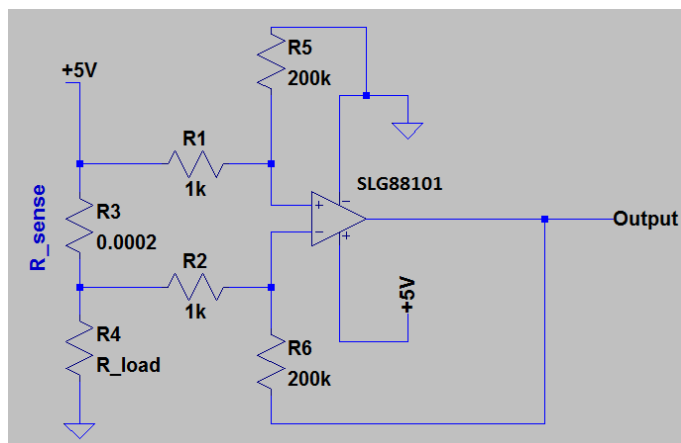 R5
200k
+5V
R1
1k
SLG88101
+
−
−
+
R_sense
R3
0.0002
Output
R2
1k
+5V
R4
R_load
R6
200k